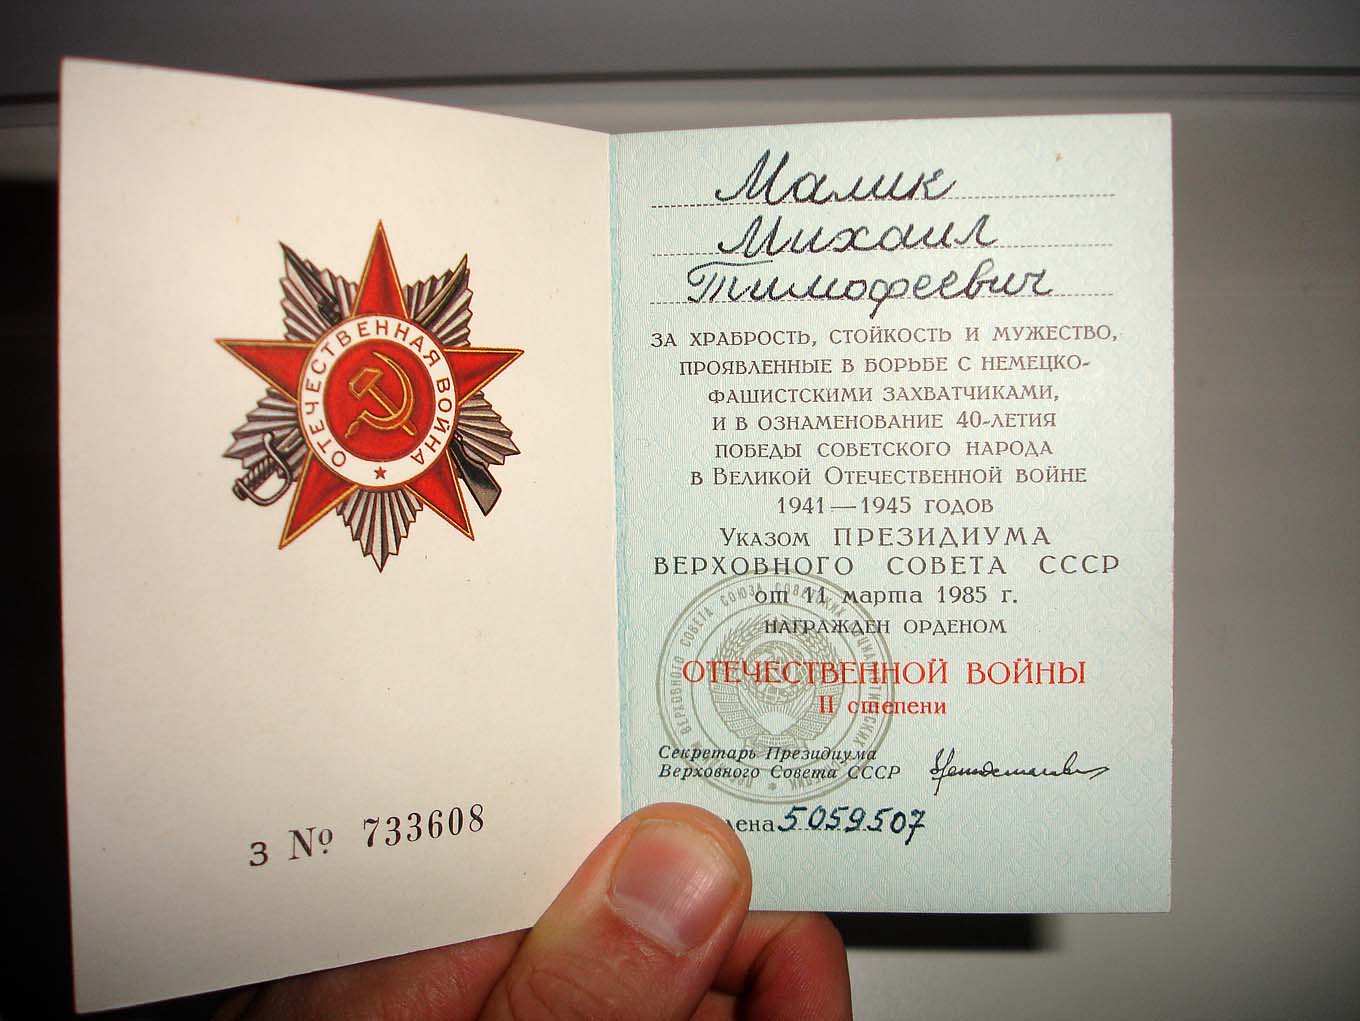 ОТЕЧЕСТВЕННАЯ ВОЙНА
З № 733608
Малик
Михаил
Тимофеевич
ЗА ХРАБРОСТЬ, СТОЙКОСТЬ И МУЖЕСТВО,
ПРОЯВЛЕННЫЕ В БОРЬБЕ С НЕМЕЦКО-
ФАШИСТСКИМИ ЗАХВАТЧИКАМИ,
И В ОЗНАМЕНОВАНИЕ 40-ЛЕТИЯ
ПОБЕДЫ СОВЕТСКОГО НАРОДА
В ВЕЛИКОЙ ОТЕЧЕСТВЕННОЙ ВОЙНЕ
1941—1945 ГОДОВ
УКАЗОМ ПРЕЗИДИУМА
ВЕРХОВНОГО СОВЕТА СССР
от 11 марта 1985 г.
НАГРАЖДЕН ОРДЕНОМ
ОТЕЧЕСТВЕННОЙ ВОЙНЫ
II степени
Секретарь Президиума
Верховного Совета СССР
5059507